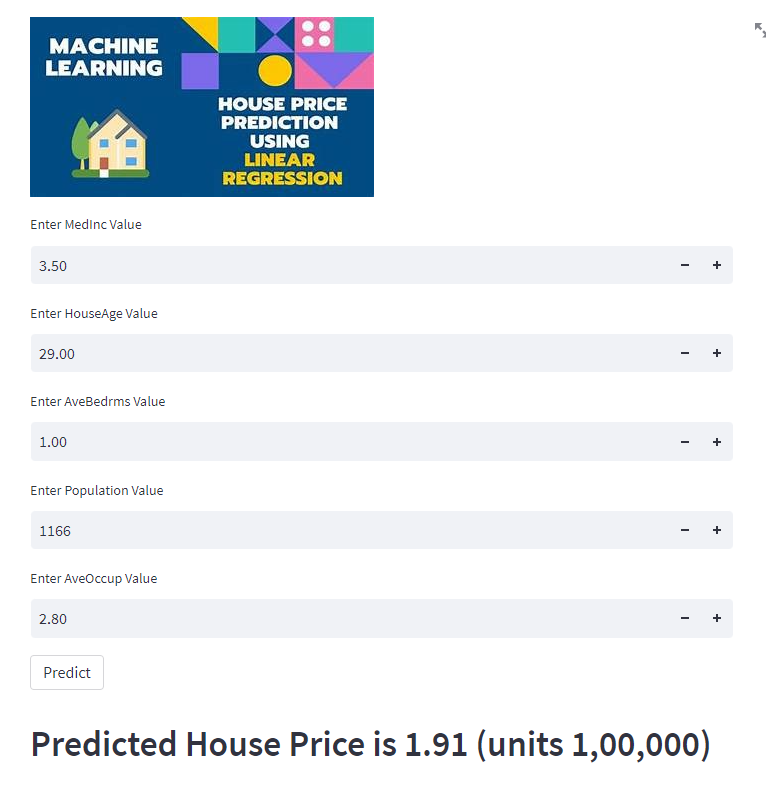 MACHINE
LEARNING
HOUSE PRICE
PREDICTION
USING
LINEAR
REGRESSION
Enter MedInc Value
3.50
Enter HouseAge Value
29.00
Enter AveBedrms Value
1.00
Enter Population Value
1166
Enter AveOccup Value
2.80
Predict
Predicted House Price is 1.91 (units 1,00,000)